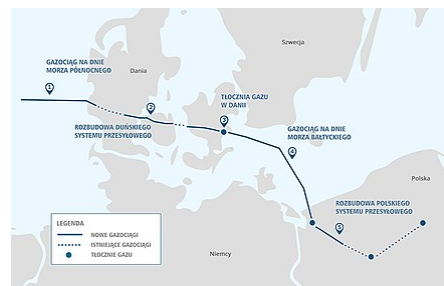 Szwecja
GAZOCIĄG NA DNIE
MORZA PÓŁNOCNEGO
Dania
1
2
TŁOCZNIA GAZU
W DANII
3
ROZBUDOWA DUŃSKIEGO
SYSTEMU PRZESYŁOWEGO
GAZOCIĄG NA DNIE
MORZA BAŁTYCKIEGO
4
Polska
ROZBUDOWA POLSKIEGO
SYSTEMU PRZESYŁOWEGO
5
LEGENDA
NOWE GAZOCIĄGI
ISTNIEJĄCE GAZOCIĄGI
TŁOCZNIE GAZU
Niemcy